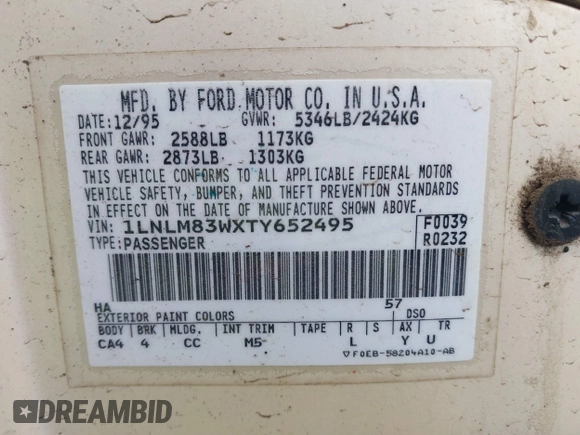 MFD. BY FORD MOTOR CO. IN U.S.A.
DATE: 12/95 GVWR: 5346LB/2424KG
FRONT GAWR: 2588LB 1173KG
REAR GAWR: 2873LB 1303KG
THIS VEHICLE CONFORMS TO ALL APPLICABLE FEDERAL MOTOR
VEHICLE SAFETY, BUMPER, AND THEFT PREVENTION STANDARDS
IN EFFECT ON THE DATE OF MANUFACTURE SHOWN ABOVE.
VIN: 1LNLM83WXTY652495 F0039
TYPE: PASSENGER R0232
HA 57
EXTERIOR PAINT COLORS DSO
BODY BRK MLDG. INT TRIM TAPE R S AX TR
CA4 4 CC M5 L Y U
▽F0EB-58204A10-AB
DREAMBID